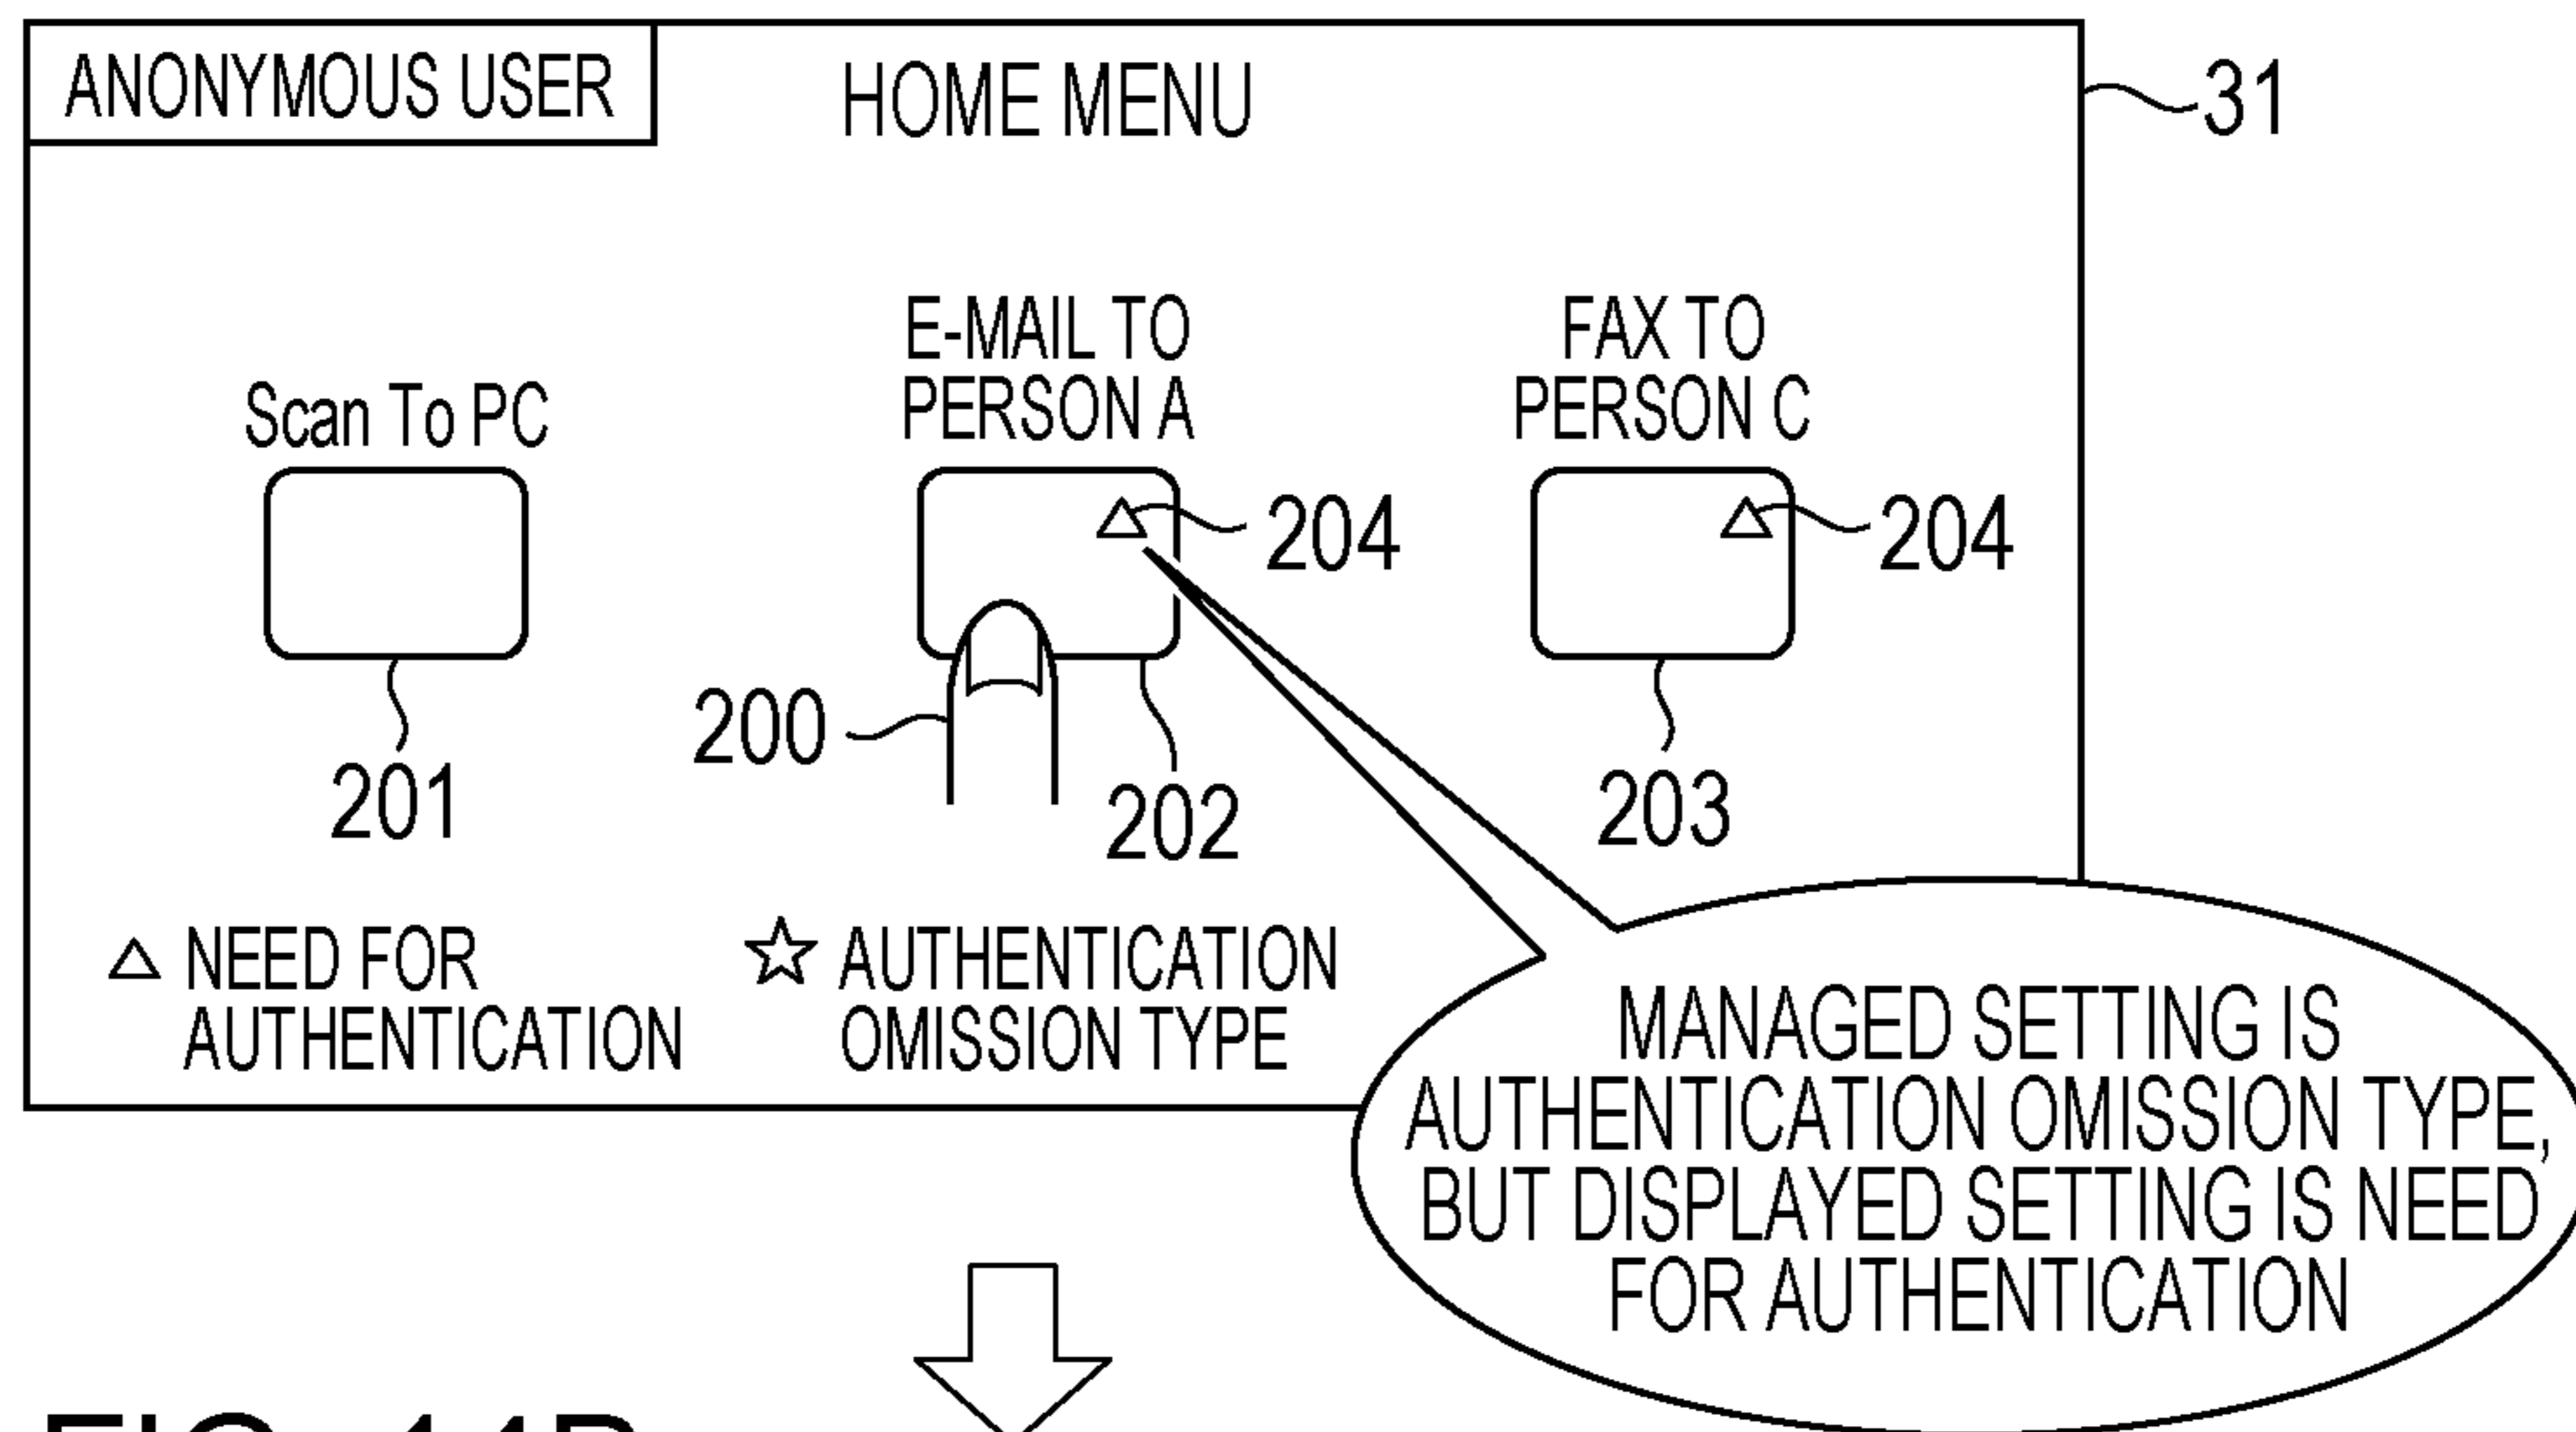 ANONYMOUS USER
HOME MENU
31
Scan To PC
E-MAIL TO
PERSON A
FAX TO
PERSON C
204
204
200
201
202
203
△ NEED FOR
AUTHENTICATION
☆ AUTHENTICATION
OMISSION TYPE
MANAGED SETTING IS
AUTHENTICATION OMISSION TYPE,
BUT DISPLAYED SETTING IS NEED
FOR AUTHENTICATION